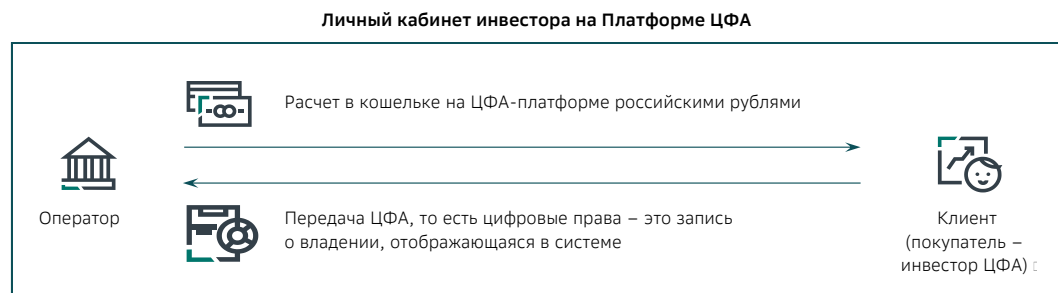 Личный кабинет инвестора на Платформе ЦФА
Расчет в кошельке на ЦФА-платформе российскими рублями
Оператор
Передача ЦФА, то есть цифровые права – это запись
о владении, отображающаяся в системе
Клиент
(покупатель –
инвестор ЦФА)